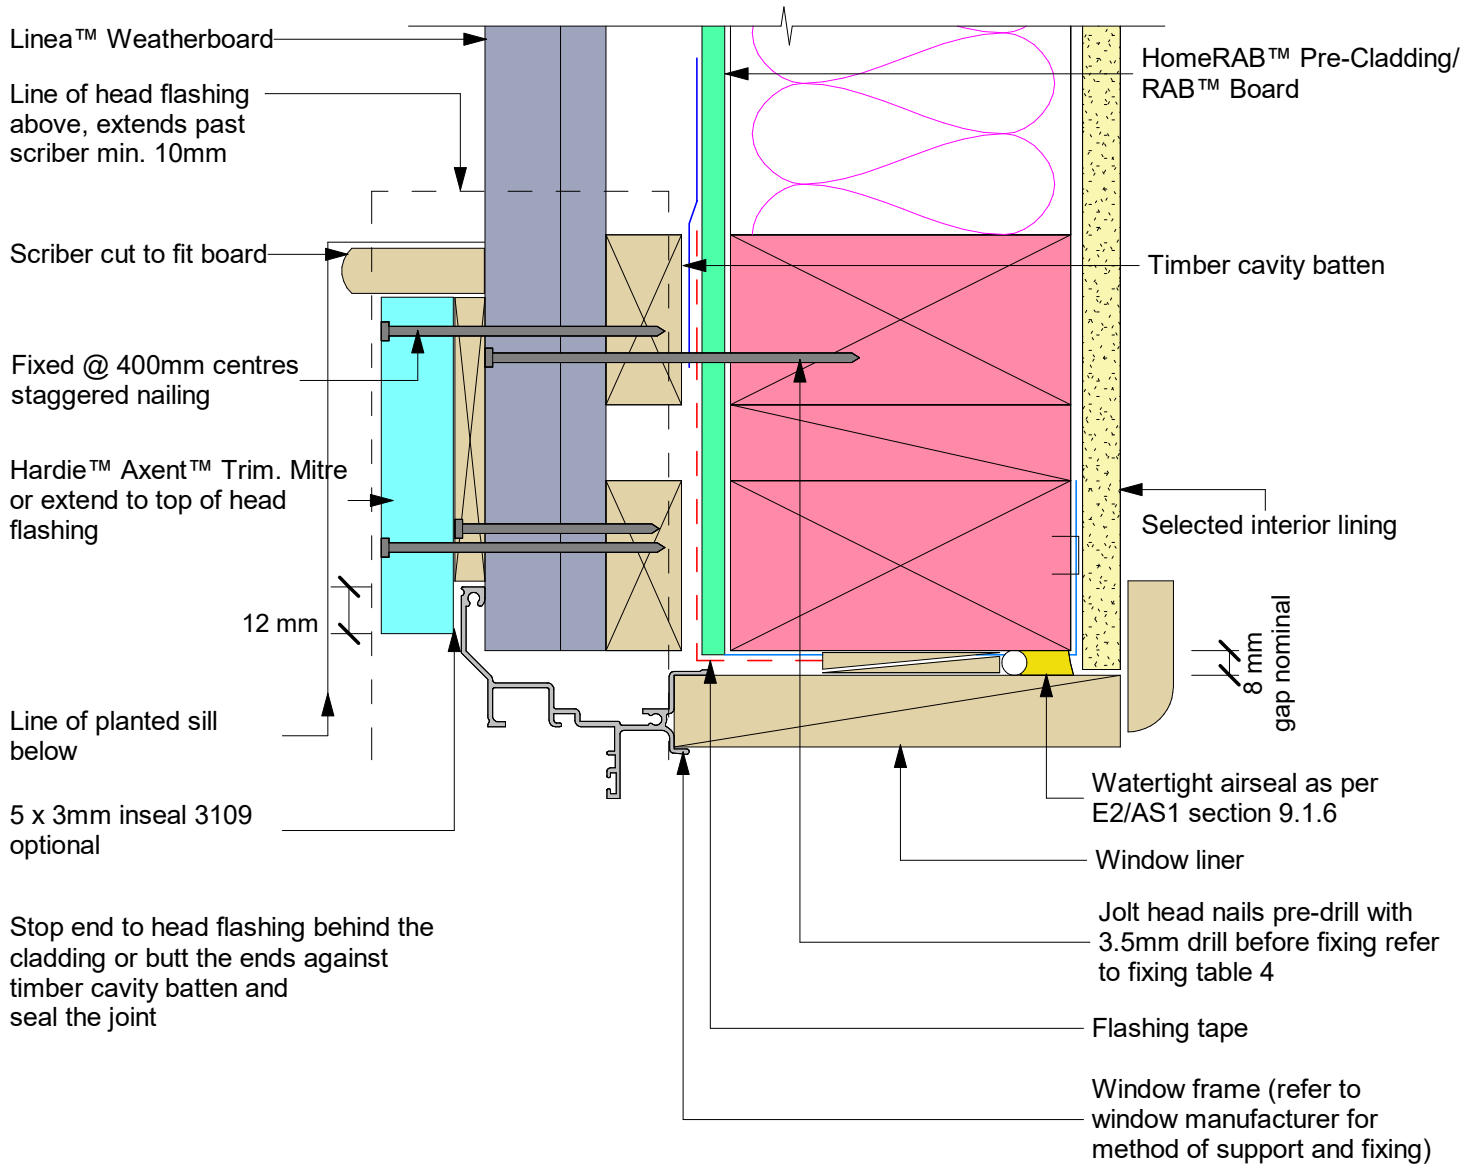 Linea™ Weatherboard
Line of head flashing
above, extends past
scriber min. 10mm
Scriber cut to fit board
Fixed @ 400mm centres
staggered nailing
Hardie™ Axent™ Trim. Mitre
or extend to top of head
flashing
12 mm
Line of planted sill
below
5 x 3mm inseal 3109
optional
Stop end to head flashing behind the
cladding or butt the ends against
timber cavity batten and
seal the joint
HomeRAB™ Pre-Cladding/
RAB™ Board
Timber cavity batten
Selected interior lining
8 mm
gap nominal
Watertight airseal as per
E2/AS1 section 9.1.6
Window liner
Jolt head nails pre-drill with
3.5mm drill before fixing refer
to fixing table 4
Flashing tape
Window frame (refer to
window manufacturer for
method of support and fixing)